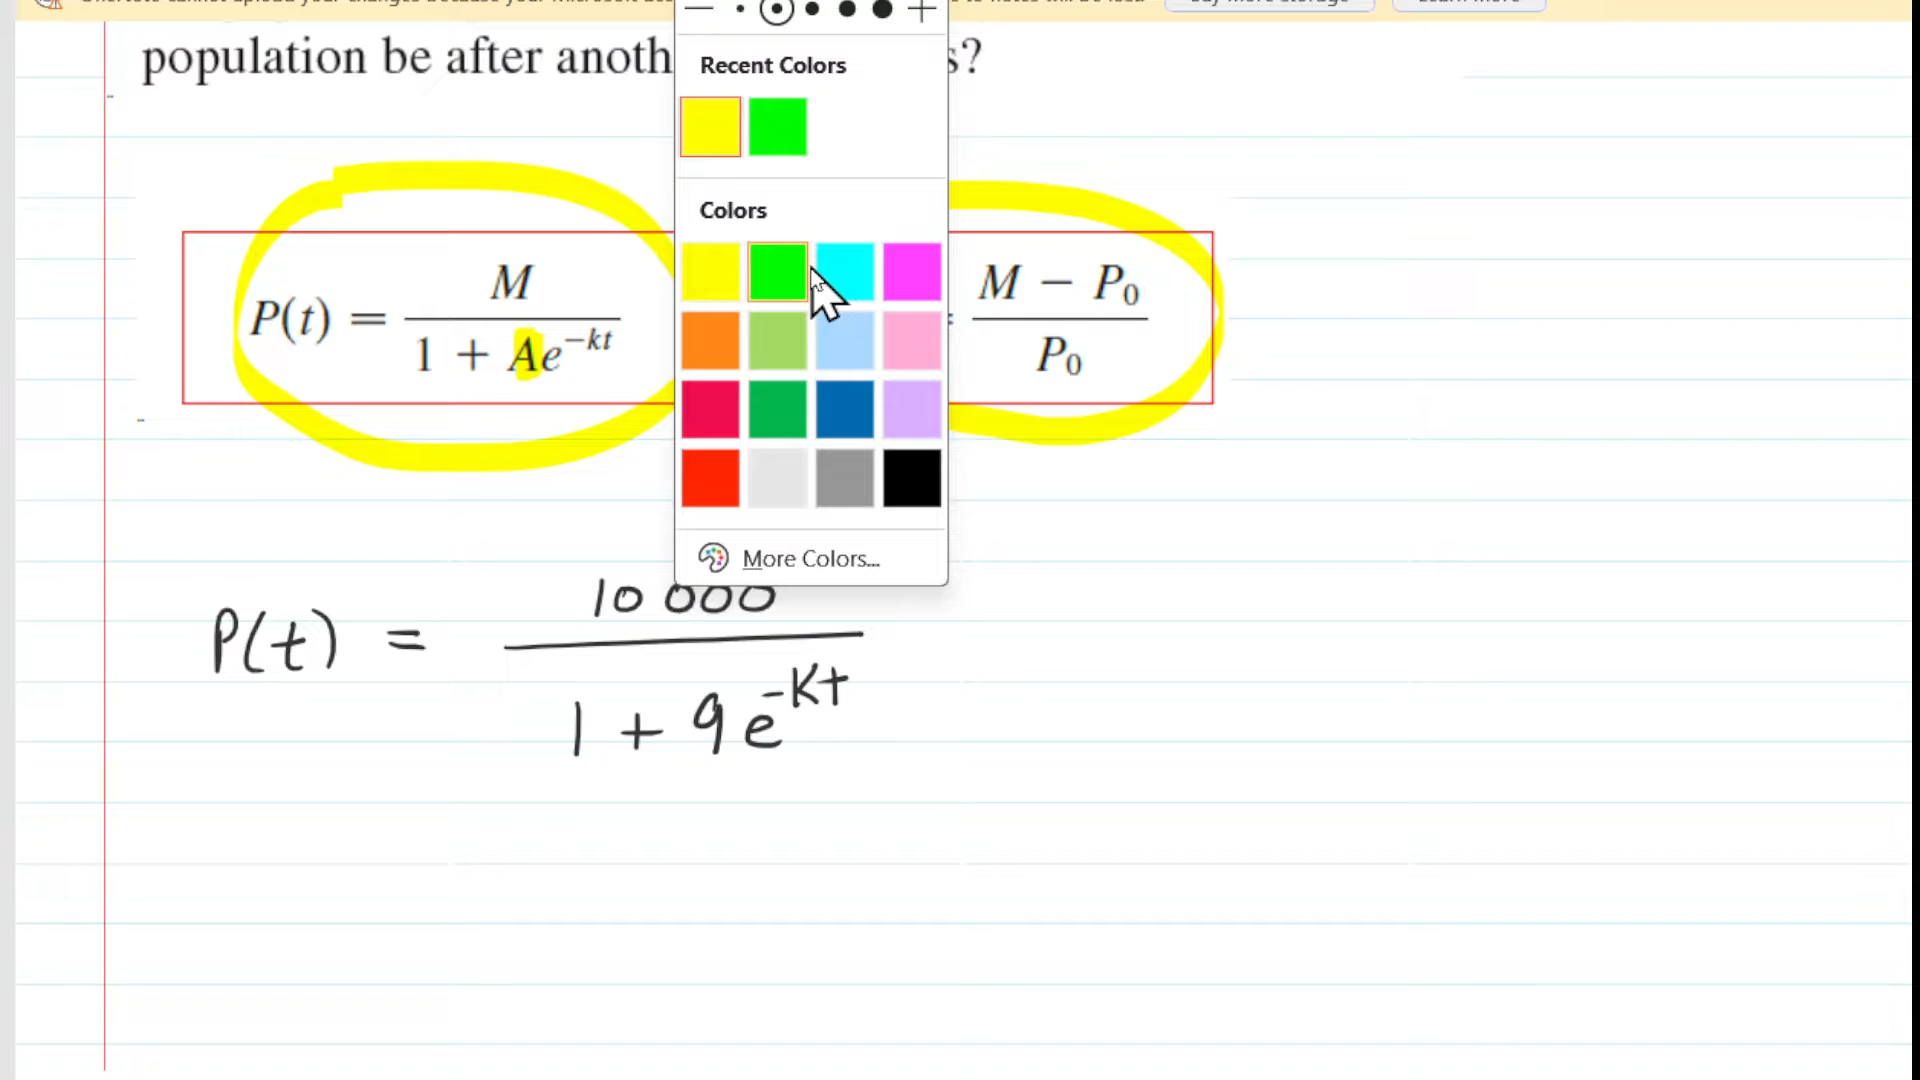 population be after anoth s?
Recent Colors
Colors
P(t) = M / 1 + Ae^{-kt}
= M − P₀ / P₀
More Colors...
P(t) = 10 000 / 1 + 9e^{-Kt}